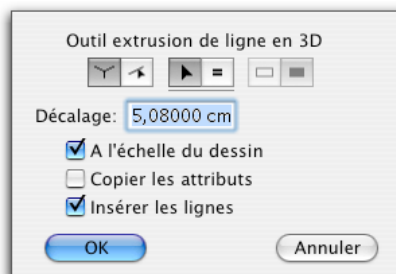 Outil extrusion de ligne en 3D
Décalage: 5,08000 cm
A l'échelle du dessin
Copier les attributs
Insérer les lignes
OK Annuler